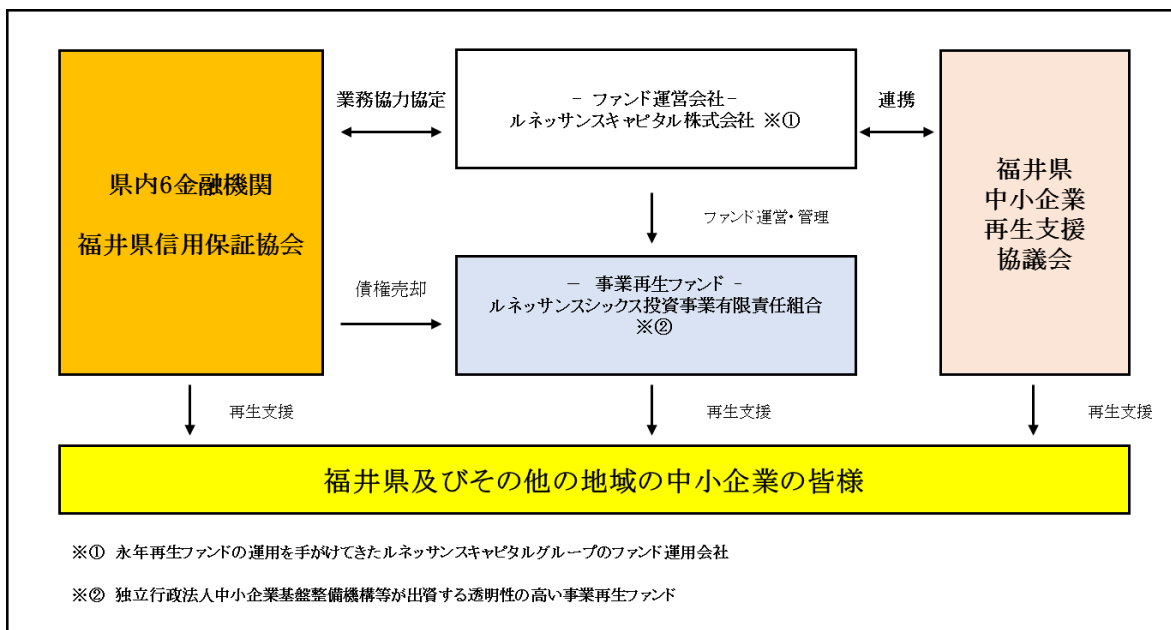 業務協力協定
－ ファンド運営会社－
ルネッサンスキャピタル株式会社 ※①
連携
県内6金融機関
福井県信用保証協会
福井県
中小企業
再生支援
協議会
ファンド運営・管理
債権売却
－ 事業再生ファンド－
ルネッサンスシックス投資事業有限責任組合
※②
再生支援
再生支援
再生支援
福井県及びその他の地域の中小企業の皆様
※① 永年再生ファンドの運用を手がけてきたルネッサンスキャピタルグループのファンド運用会社
※② 独立行政法人中小企業基盤整備機構等が出資する透明性の高い事業再生ファンド